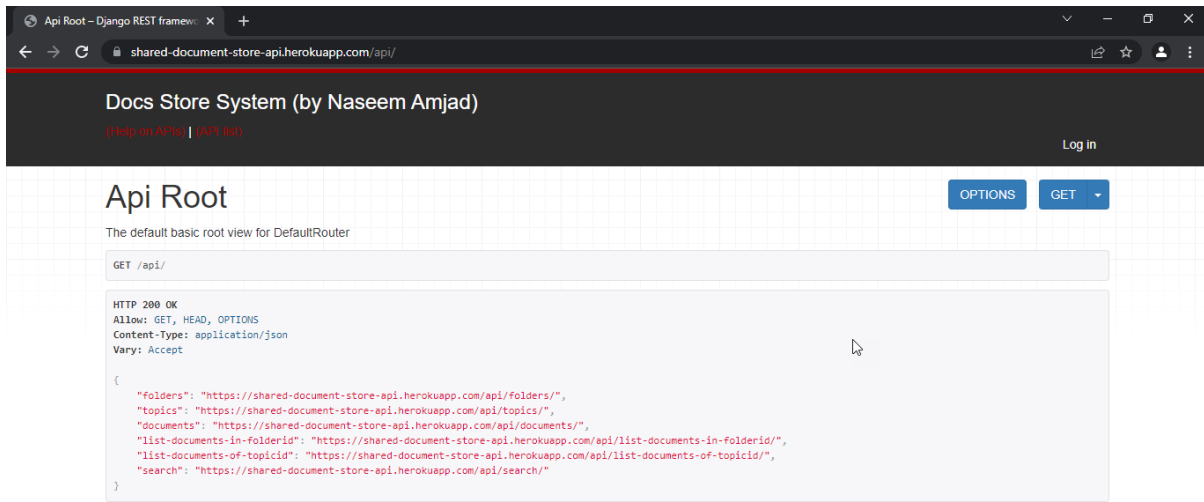 Api Root – Django REST framewo
shared-document-store-api.herokuapp.com/api/
Docs Store System (by Naseem Amjad)
(Help on APIs) | (API list)
Log in
Api Root
OPTIONS
GET
The default basic root view for DefaultRouter
GET /api/
HTTP 200 OK
Allow: GET, HEAD, OPTIONS
Content-Type: application/json
Vary: Accept
{
"folders": "https://shared-document-store-api.herokuapp.com/api/folders/",
"topics": "https://shared-document-store-api.herokuapp.com/api/topics/",
"documents": "https://shared-document-store-api.herokuapp.com/api/documents/",
"list-documents-in-folderid": "https://shared-document-store-api.herokuapp.com/api/list-documents-in-folderid/",
"list-documents-of-topicid": "https://shared-document-store-api.herokuapp.com/api/list-documents-of-topicid/",
"search": "https://shared-document-store-api.herokuapp.com/api/search/"
}